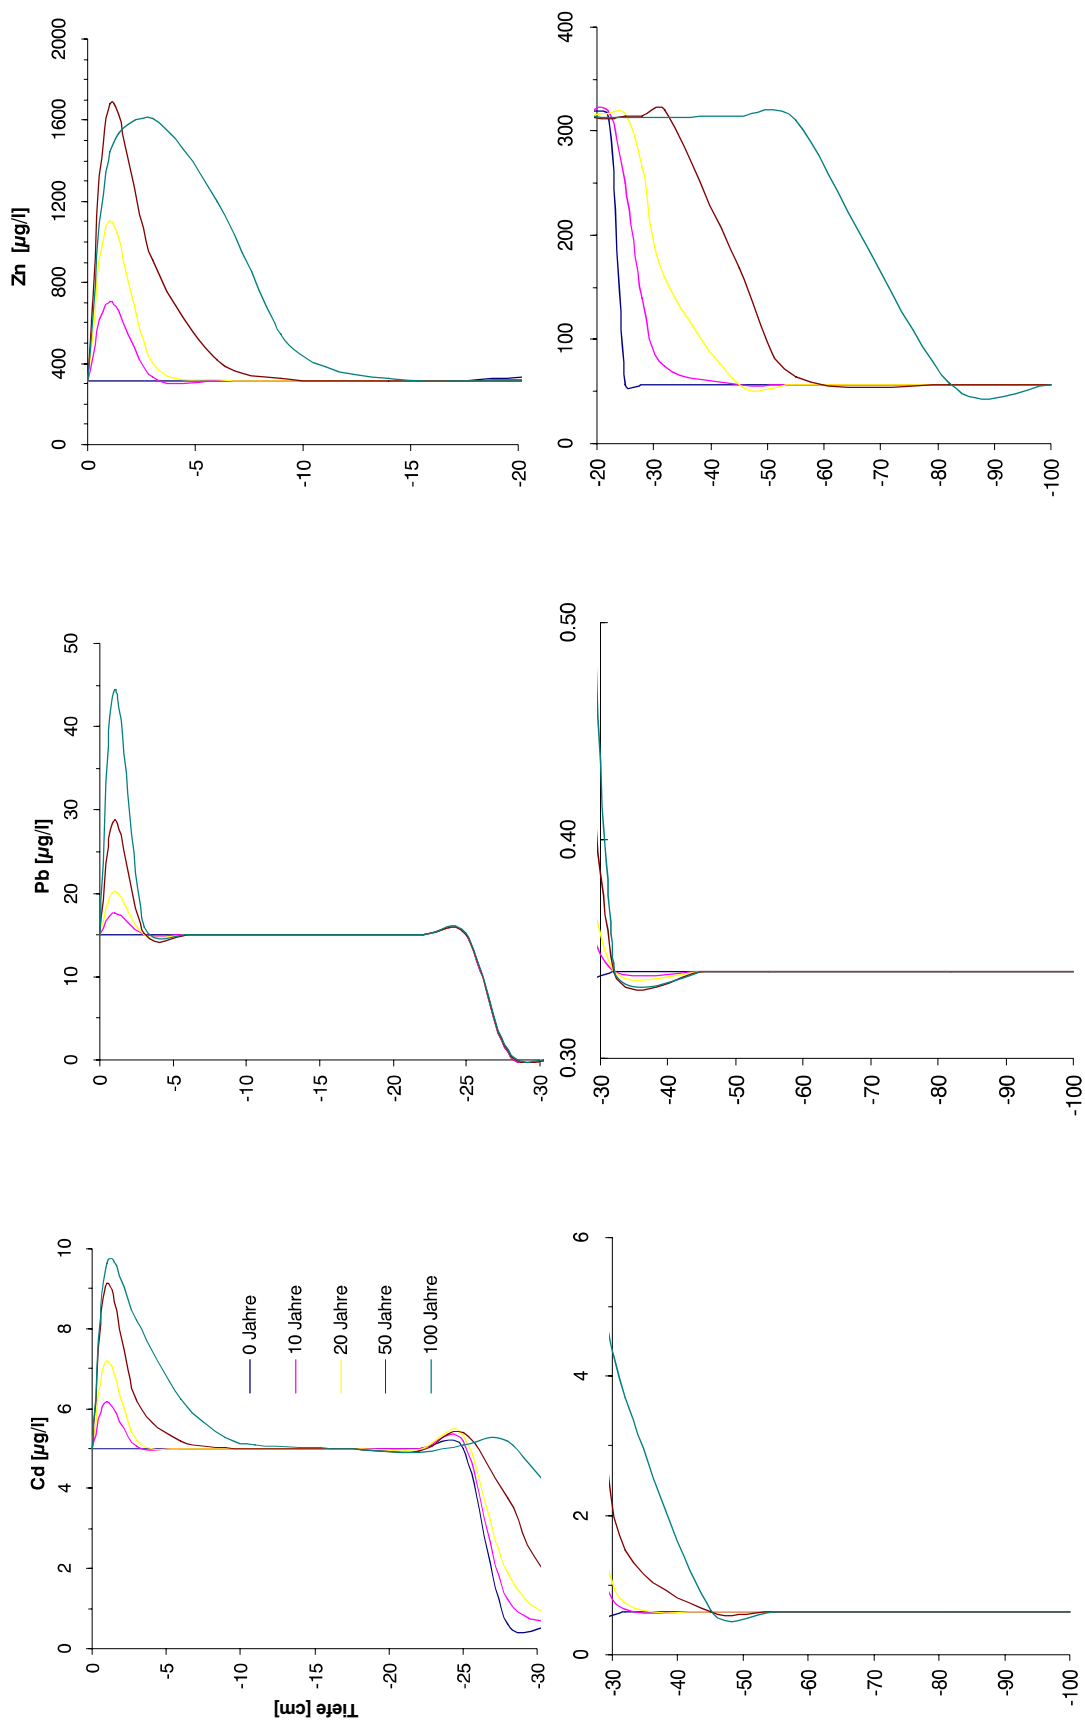 Cd [µg/l]
0 2 4 6 8 10
Tiefe [cm]
0
-5
-10
-15
-20
-25
-30
0 Jahre
10 Jahre
20 Jahre
50 Jahre
100 Jahre
Pb [µg/l]
0 10 20 30 40 50
0
-5
-10
-15
-20
-25
-30
Zn [µg/l]
0 400 800 1200 1600 2000
0
-5
-10
-15
-20
0 2 4 6
-30
-40
-50
-60
-70
-80
-90
-100
0.30 0.40 0.50
-30
-40
-50
-60
-70
-80
-90
-100
0 100 200 300 400
-20
-30
-40
-50
-60
-70
-80
-90
-100